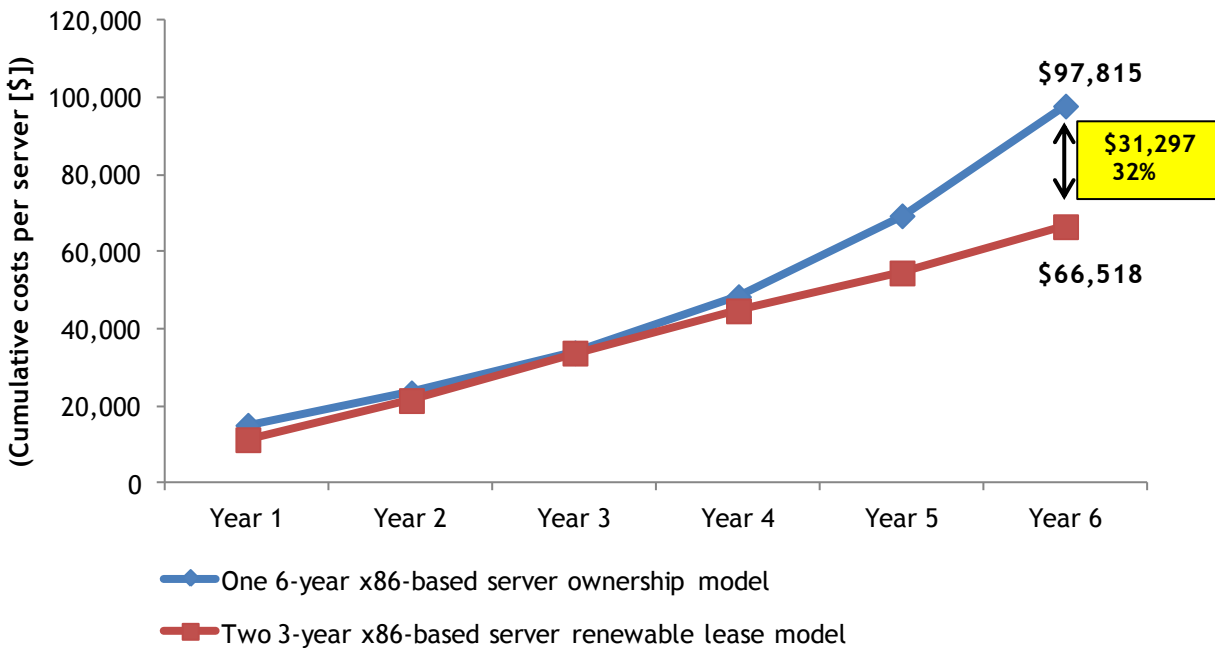 120,000
100,000
80,000
60,000
40,000
20,000
0
(Cumulative costs per server [$])
$97,815
$31,297
32%
$66,518
Year 1 Year 2 Year 3 Year 4 Year 5 Year 6
One 6-year x86-based server ownership model
Two 3-year x86-based server renewable lease model